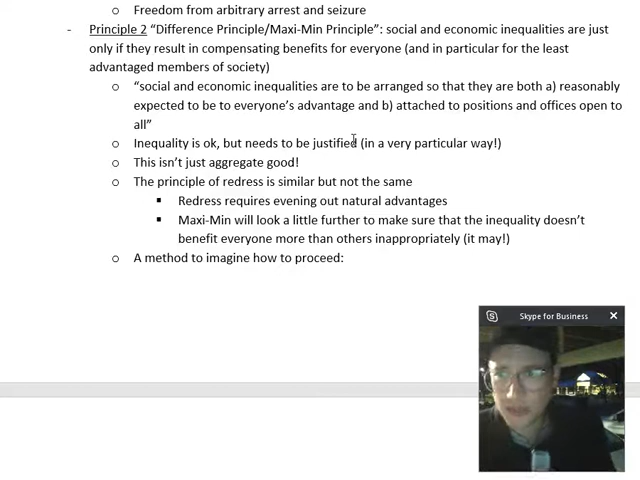 o Freedom from arbitrary arrest and seizure
- Principle 2 “Difference Principle/Maxi-Min Principle”: social and economic inequalities are just
only if they result in compensating benefits for everyone (and in particular for the least
advantaged members of society)
o “social and economic inequalities are to be arranged so that they are both a) reasonably
expected to be to everyone’s advantage and b) attached to positions and offices open to
all”
o Inequality is ok, but needs to be justified (in a very particular way!)
o This isn’t just aggregate good!
o The principle of redress is similar but not the same
▪ Redress requires evening out natural advantages
▪ Maxi-Min will look a little further to make sure that the inequality doesn’t
benefit everyone more than others inappropriately (it may!)
o A method to imagine how to proceed:
Skype for Business